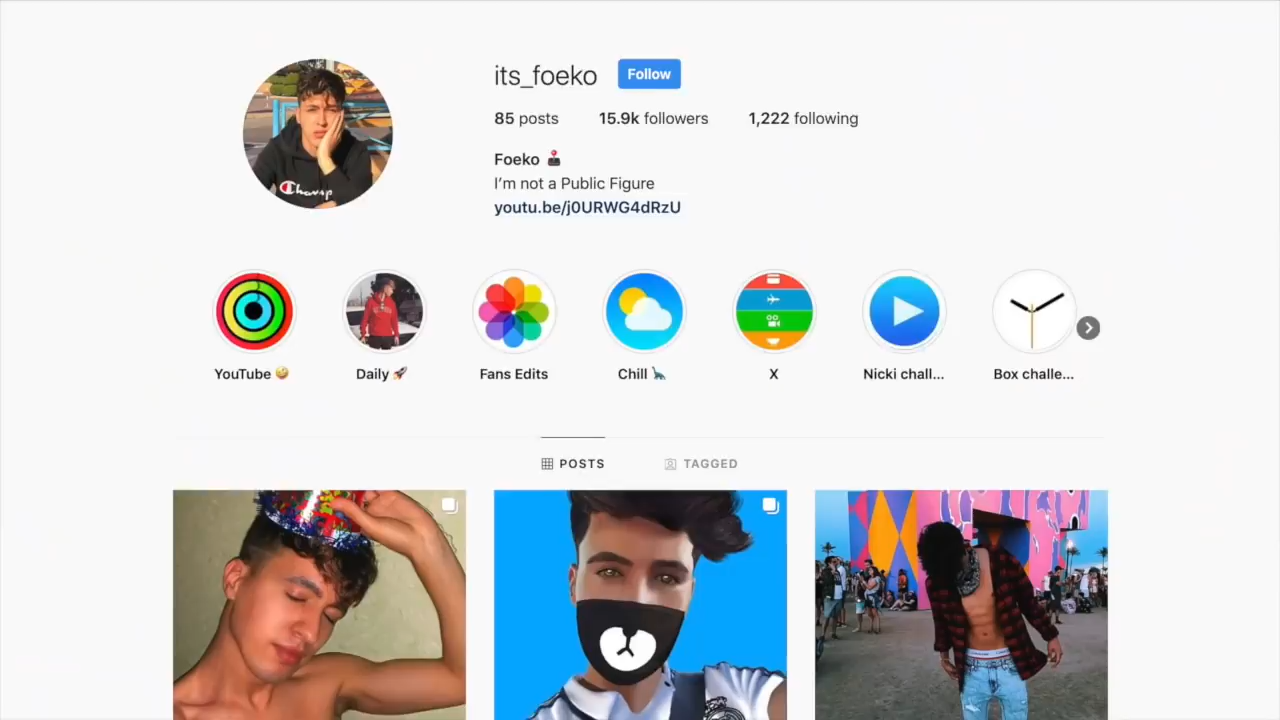 its_foeko Follow
85 posts 15.9k followers 1,222 following
Foeko
I'm not a Public Figure
youtu.be/j0URWG4dRzU
Champ
YouTube Daily Fans Edits Chill X Nicki chall... Box challe...
POSTS TAGGED